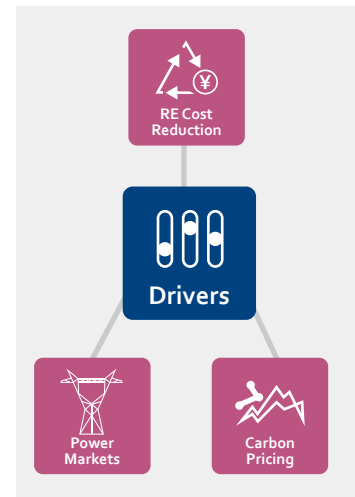 ¥
RE Cost
Reduction
Drivers
Power
Markets
Carbon
Pricing